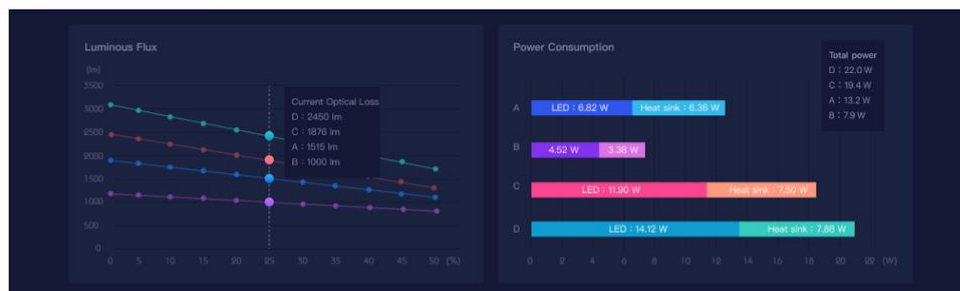 Luminous Flux
(lm)
3500
3000
2500
2000
1500
1000
500
0
0 5 10 15 20 25 30 35 40 45 50 (%)
Current Optical Loss
D : 2450 lm
C : 1876 lm
A : 1515 lm
B : 1000 lm
Power Consumption
Total power
D : 22.0 W
C : 19.4 W
A : 13.2 W
B : 7.9 W
A LED : 6.82 W Heat sink : 6.38 W
B 4.52 W 3.38 W
C LED : 11.90 W Heat sink : 7.50 W
D LED : 14.12 W Heat sink : 7.88 W
0 2 4 6 8 10 12 14 16 18 20 22 (W)